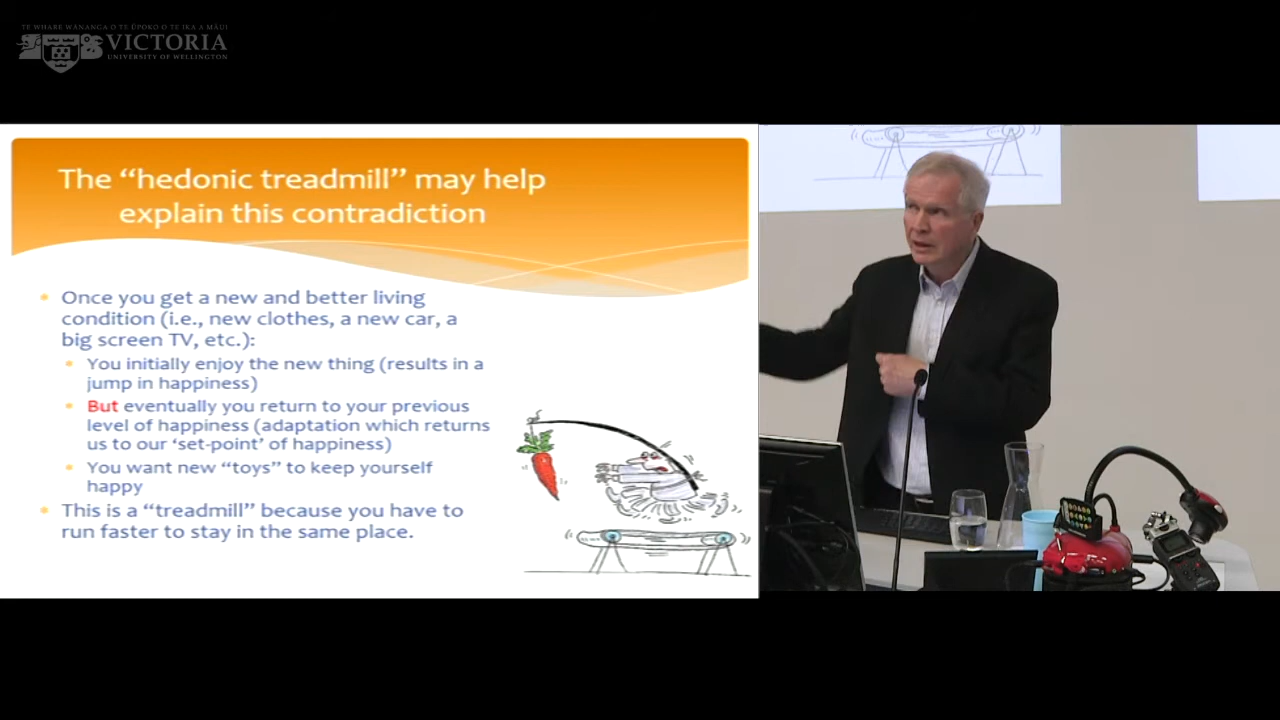 TE WHARE WĀNANGA O TE ŪPOKO O TE IKA A MĀUI
VICTORIA
UNIVERSITY OF WELLINGTON
The “hedonic treadmill” may help
explain this contradiction
Once you get a new and better living
condition (i.e., new clothes, a new car, a
big screen TV, etc.):
You initially enjoy the new thing (results in a
jump in happiness)
But eventually you return to your previous
level of happiness (adaptation which returns
us to our ‘set-point’ of happiness)
You want new “toys” to keep yourself
happy
This is a “treadmill” because you have to
run faster to stay in the same place.